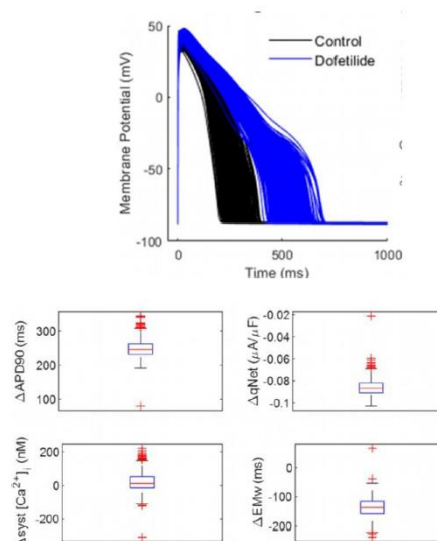 50
0
-50
-100
Membrane Potential (mV)
Control
Dofetilide
0 500 1000
Time (ms)
ΔAPD90 (ms)
300
200
100
ΔqNet (μA/μF)
-0.02
-0.04
-0.06
-0.08
-0.1
Δsyst [Ca²⁺]ᵢ (nM)
200
0
-200
ΔEMw (ms)
0
-100
-200